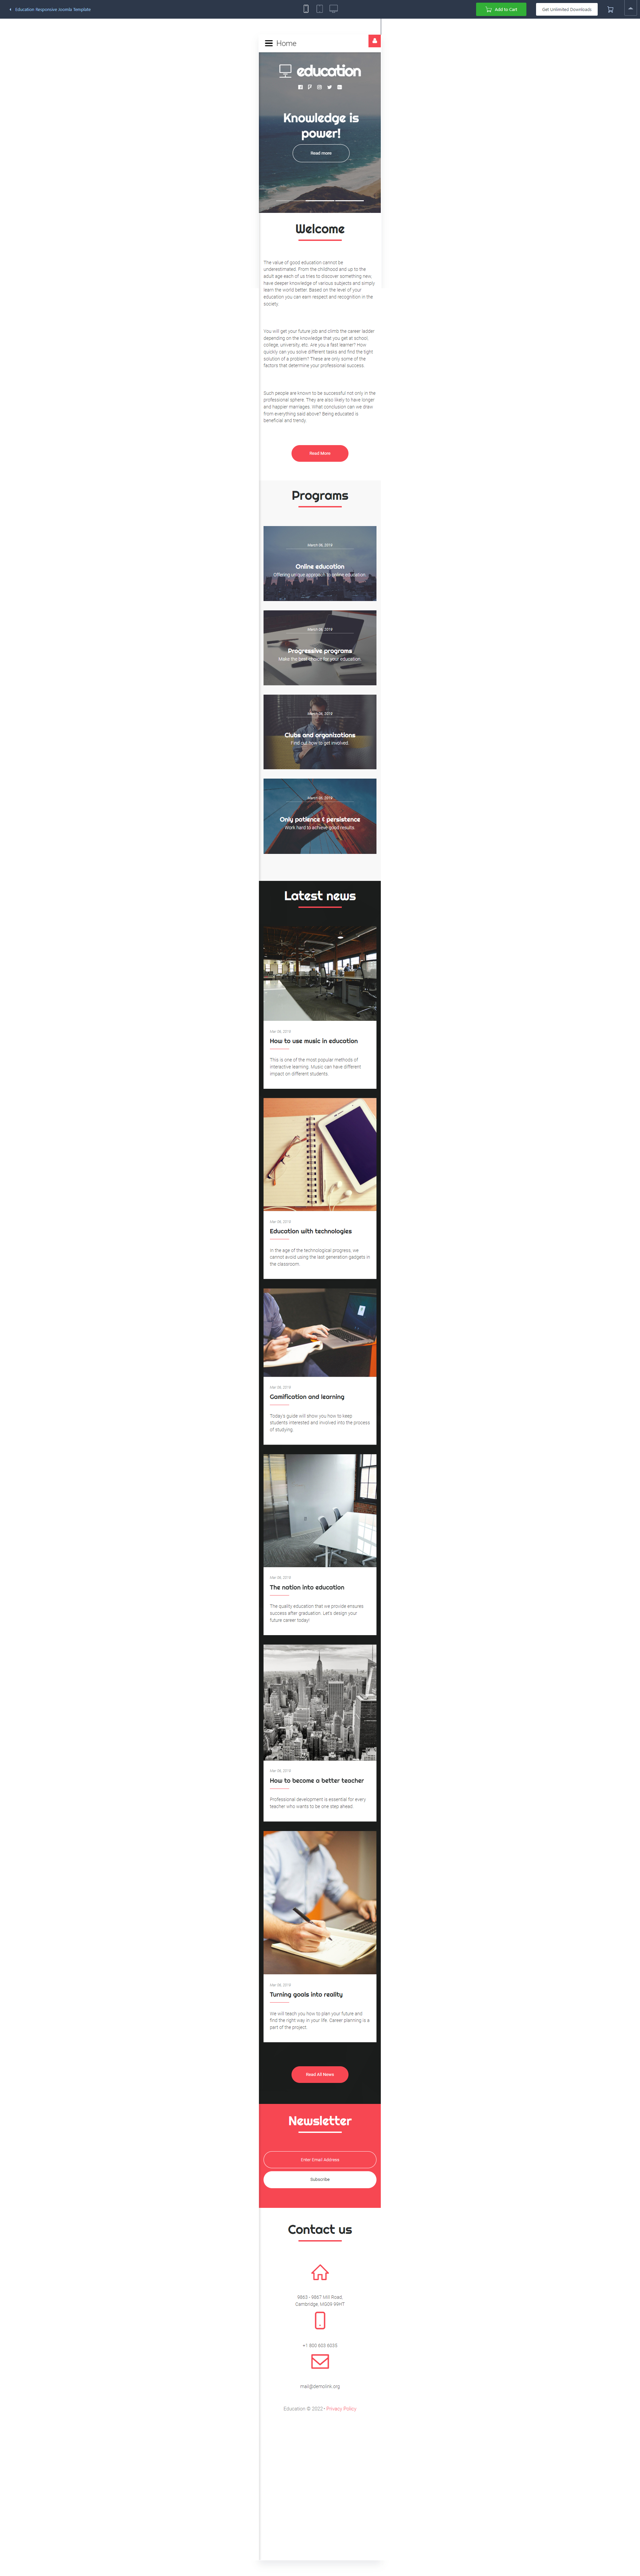 Education Responsive Joomla Template
Add to Cart
Get Unlimited Downloads
Home
education
Knowledge is
power!
Read more
Welcome
The value of good education cannot be
underestimated. From the childhood and up to the
adult age each of us tries to discover something new,
have deeper knowledge of various subjects and simply
learn the world better. Based on the level of your
education you can earn respect and recognition in the
society.
You will get your future job and climb the career ladder
depending on the knowledge that you get at school,
college, university, etc. Are you a fast learner? How
quickly can you solve different tasks and find the right
solution of a problem? These are only some of the
factors that determine your professional success.
Such people are known to be successful not only in the
professional sphere. They are also likely to have longer
and happier marriages. What conclusion can we draw
from everything said above? Being educated is
beneficial and trendy.
Read More
Programs
March 06, 2019
Online education
Offering unique approach to online education.
March 06, 2019
Progressive programs
Make the best choice for your education.
March 06, 2019
Clubs and organizations
Find out how to get involved.
March 06, 2019
Only patience & persistence
Work hard to achieve good results.
Latest news
Mar 06, 2019
How to use music in education
This is one of the most popular methods of
interactive learning. Music can have different
impact on different students.
Mar 06, 2019
Education with technologies
In the age of the technological progress, we
cannot avoid using the last generation gadgets in
the classroom.
Mar 06, 2019
Gamification and learning
Today's guide will show you how to keep
students interested and involved into the process
of studying.
Mar 06, 2019
The nation into education
The quality education that we provide ensures
success after graduation. Let's design your
future career today!
Mar 06, 2019
How to become a better teacher
Professional development is essential for every
teacher who wants to be one step ahead.
Mar 06, 2019
Turning goals into reality
We will teach you how to plan your future and
find the right way in your life. Career planning is a
part of the project.
Read All News
Newsletter
Enter Email Address
Subscribe
Contact us
9863 - 9867 Mill Road,
Cambridge, MG09 99HT
+1 800 603 6035
mail@demolink.org
Education © 2022 • Privacy Policy